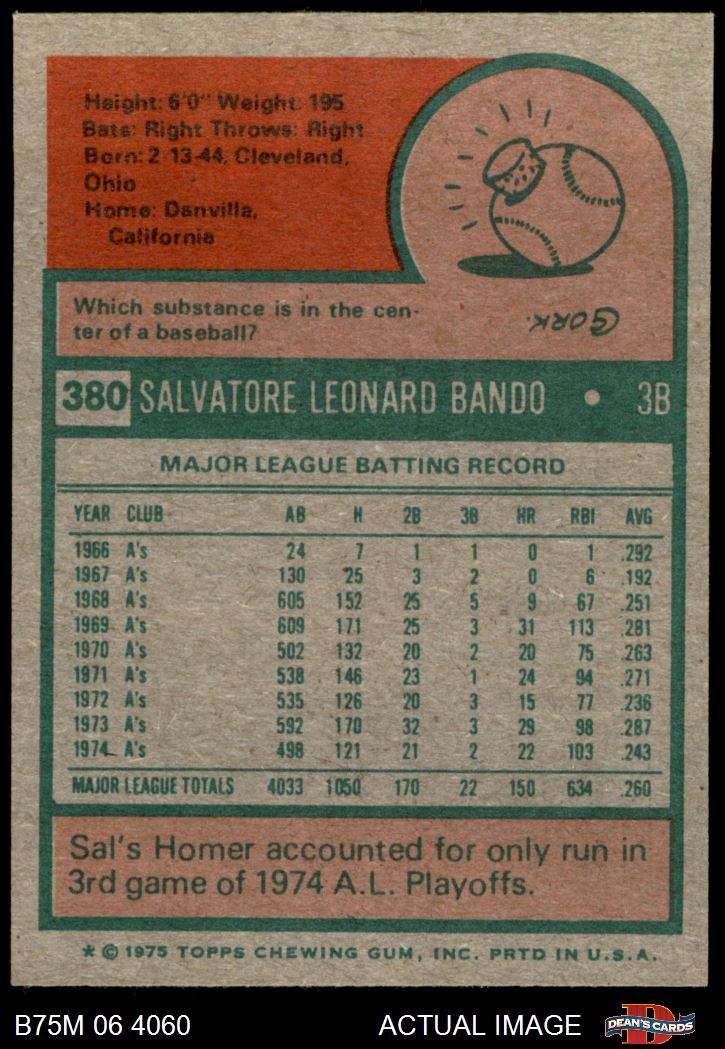 Height: 6'0" Weight: 195
Bats: Right Throws: Right
Born: 2-13-44, Cleveland,
Ohio
Home: Danville,
California
Which substance is in the cen-
ter of a baseball?
CORK.
380 SALVATORE LEONARD BANDO • 3B
MAJOR LEAGUE BATTING RECORD
YEAR CLUB AB H 2B 3B HR RBI AVG
1966 A's 24 7 1 1 0 1 .292
1967 A's 130 25 3 2 0 6 .192
1968 A's 605 152 25 5 9 67 .251
1969 A's 609 171 25 3 31 113 .281
1970 A's 502 132 20 2 20 75 .263
1971 A's 538 146 23 1 24 94 .271
1972 A's 535 126 20 3 15 77 .236
1973 A's 592 170 32 3 29 98 .287
1974 A's 498 121 21 2 22 103 .243
MAJOR LEAGUE TOTALS 4033 1050 170 22 150 634 .260
Sal's Homer accounted for only run in
3rd game of 1974 A.L. Playoffs.
* © 1975 TOPPS CHEWING GUM, INC. PRTD IN U.S.A.
B75M 06 4060 ACTUAL IMAGE DEAN'S CARDS